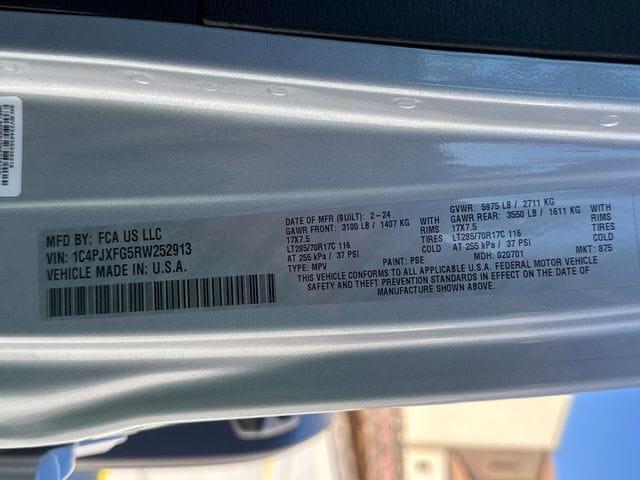 MFD BY: FCA US LLC
VIN: 1C4PJXFG5RW252913
VEHICLE MADE IN U.S.A.
DATE OF MFR (BUILT): 2-24
GAWR FRONT: 3100 LB / 1407 KG WITH
17X7.5 RIMS
LT285/70R17C 116 TIRES
AT 255 kPa / 37 PSI COLD
TYPE: MPV PAINT: PSE
GVWR: 5975 LB / 2711 KG
GAWR REAR: 3550 LB / 1611 KG WITH
17X7.5 RIMS
LT285/70R17C 116 TIRES
AT 255 kPa / 37 PSI COLD
MDH: 020701 MKT: 875
THIS VEHICLE CONFORMS TO ALL APPLICABLE U.S.A. FEDERAL MOTOR VEHICLE
SAFETY AND THEFT PREVENTION STANDARDS IN EFFECT ON THE DATE OF
MANUFACTURE SHOWN ABOVE.